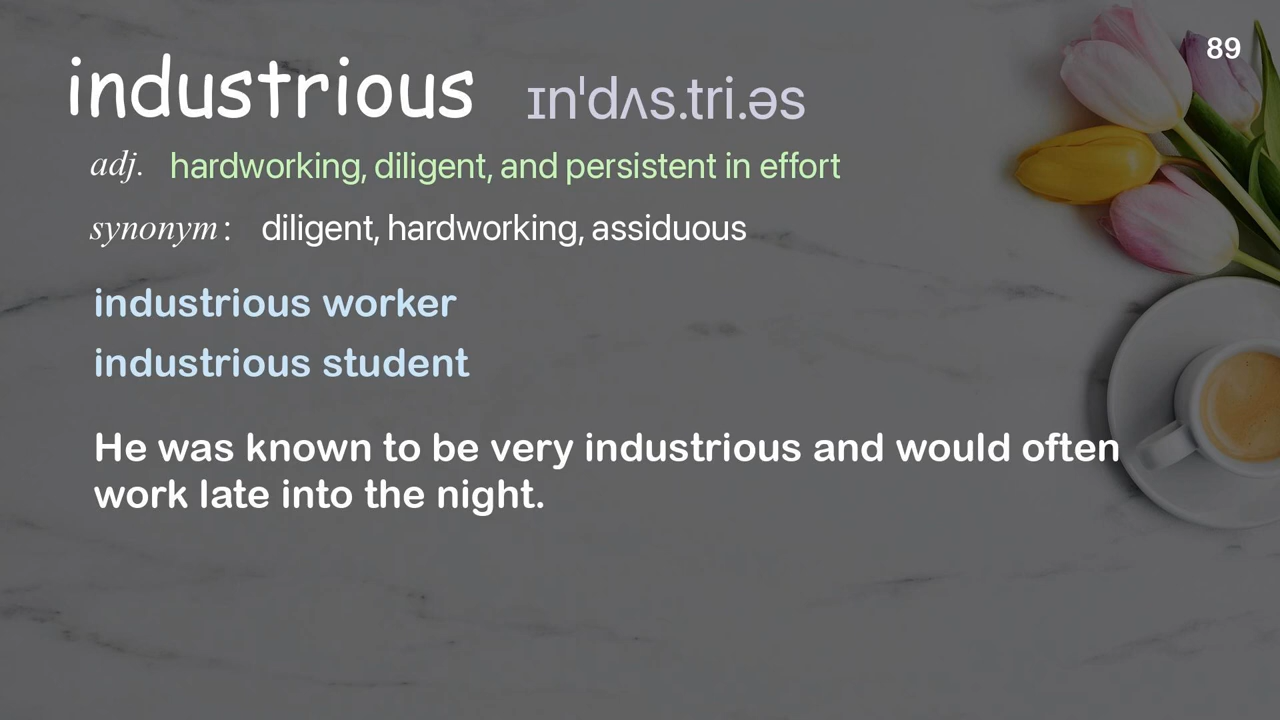 89
industrious ɪnˈdʌs.tri.əs
adj. hardworking, diligent, and persistent in effort
synonym: diligent, hardworking, assiduous
industrious worker
industrious student
He was known to be very industrious and would often
work late into the night.